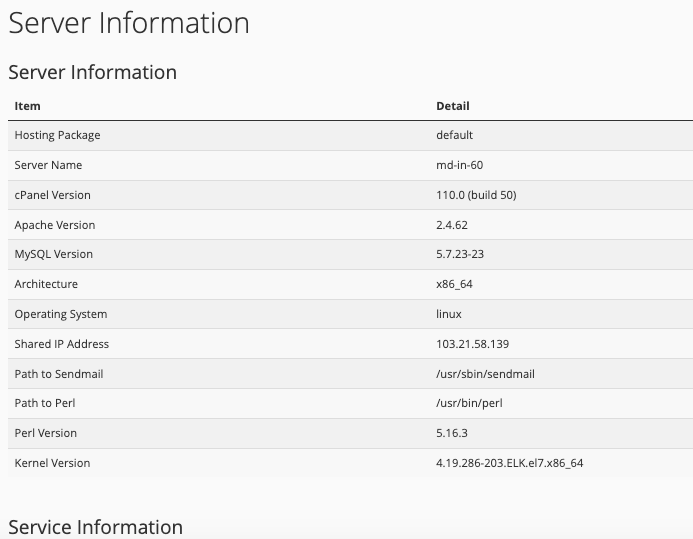 Server Information
Server Information
Item Detail
Hosting Package default
Server Name md-in-60
cPanel Version 110.0 (build 50)
Apache Version 2.4.62
MySQL Version 5.7.23-23
Architecture x86_64
Operating System linux
Shared IP Address 103.21.58.139
Path to Sendmail /usr/sbin/sendmail
Path to Perl /usr/bin/perl
Perl Version 5.16.3
Kernel Version 4.19.286-203.ELK.el7.x86_64
Service Information